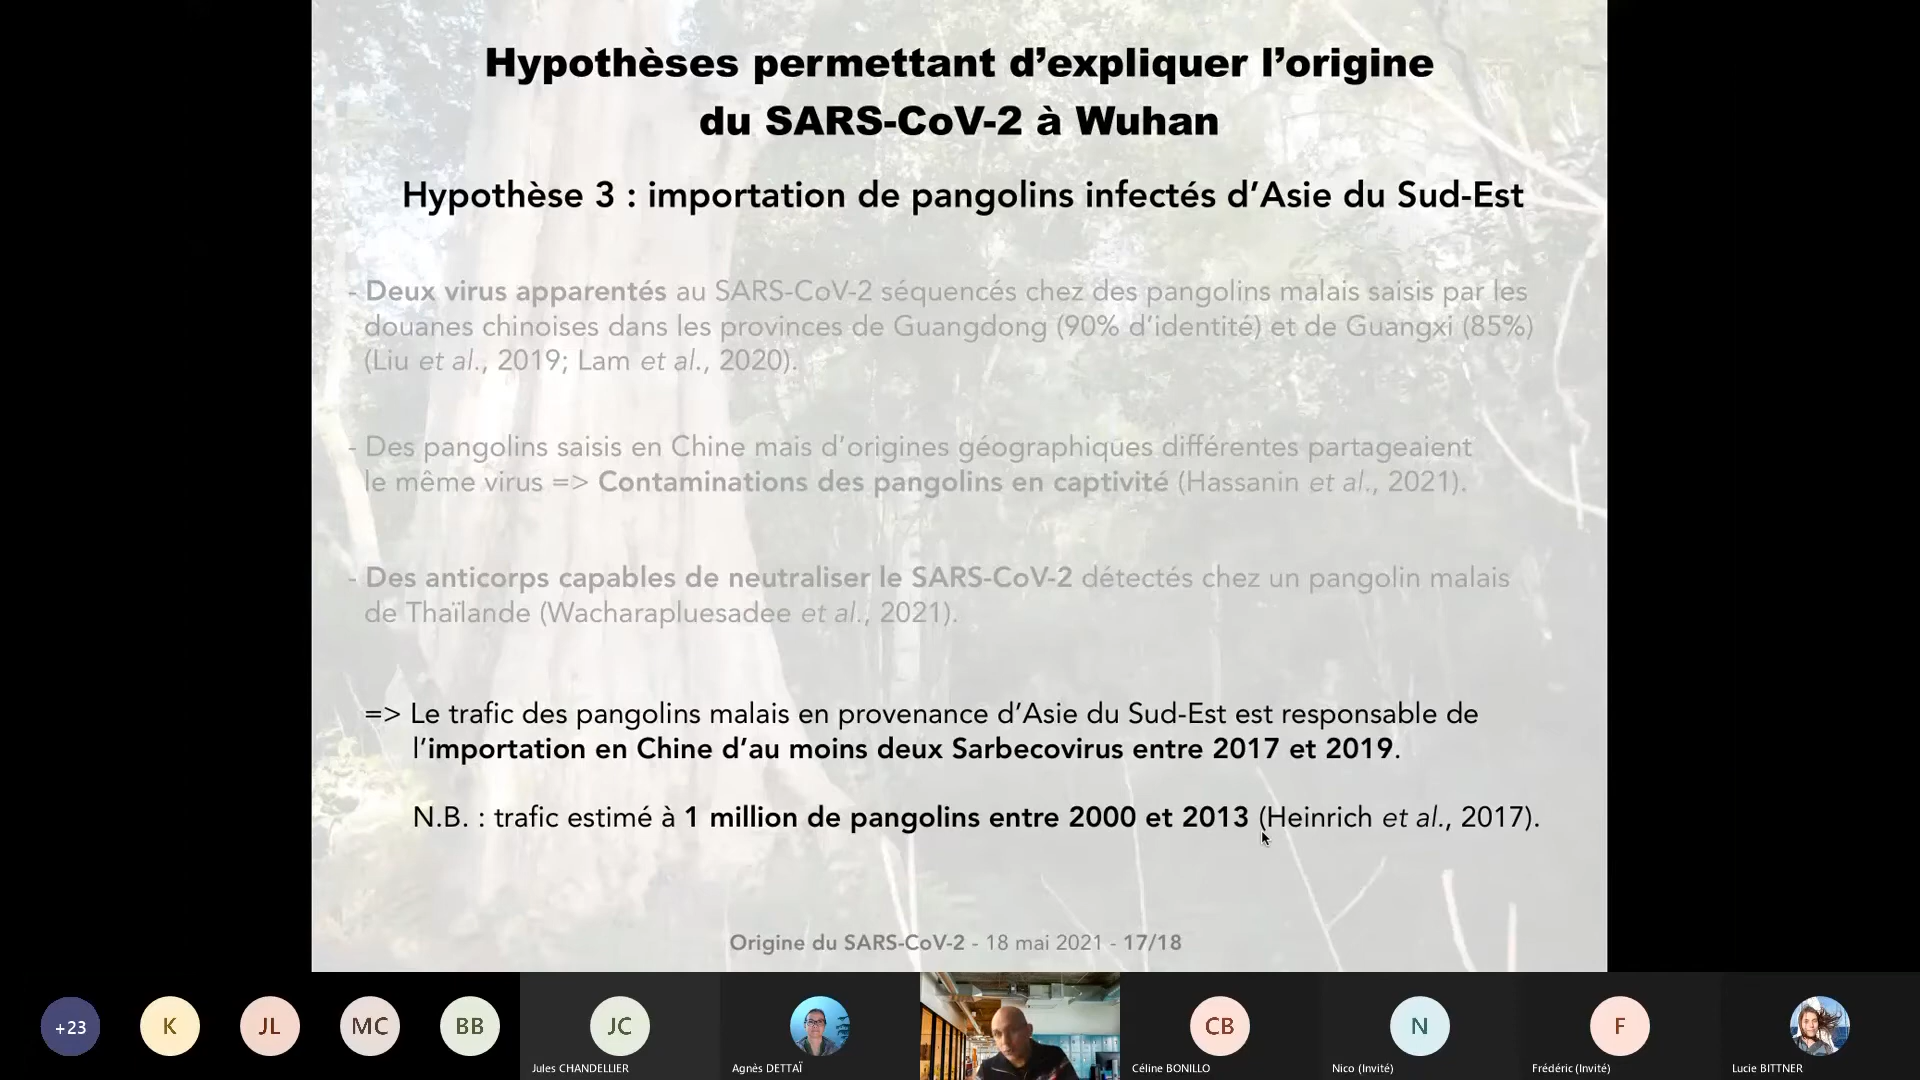 Hypothèses permettant d’expliquer l’origine
du SARS-CoV-2 à Wuhan
Hypothèse 3 : importation de pangolins infectés d’Asie du Sud-Est
- Deux virus apparentés au SARS-CoV-2 séquencés chez des pangolins malais saisis par les
douanes chinoises dans les provinces de Guangdong (90% d’identité) et de Guangxi (85%)
(Liu et al., 2019; Lam et al., 2020).
- Des pangolins saisis en Chine mais d’origines géographiques différentes partageaient
le même virus => Contaminations des pangolins en captivité (Hassanin et al., 2021).
- Des anticorps capables de neutraliser le SARS-CoV-2 détectés chez un pangolin malais
de Thaïlande (Wacharapluesadee et al., 2021).
=> Le trafic des pangolins malais en provenance d’Asie du Sud-Est est responsable de
l’importation en Chine d’au moins deux Sarbecovirus entre 2017 et 2019.
N.B. : trafic estimé à 1 million de pangolins entre 2000 et 2013 (Heinrich et al., 2017).
Origine du SARS-CoV-2 - 18 mai 2021 - 17/18
+23 K JL MC BB JC CB N F
Jules CHANDELLIER Agnès DETTAÏ Céline BONILLO Nico (Invité) Frédéric (Invité) Lucie BITTNER